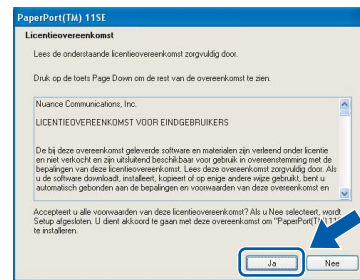 PaperPort(TM) 11SE
Licentieovereenkomst
Lees de onderstaande licentieovereenkomst zorgvuldig door.
Druk op de toets Page Down om de rest van de overeenkomst te zien.
Nuance Communications, Inc.
LICENTIEOVEREENKOMST VOOR EINDGEBRUIKERS
De bij deze overeenkomst geleverde software en materialen zijn verleend onder licentie
en niet verkocht en zijn uitsluitend beschikbaar voor gebruik in overeenstemming met de
bepalingen van deze licentieovereenkomst. Lees deze overeenkomst zorgvuldig door. Als
u de software downloadt, installeert, kopieert of op enige andere wijze gebruikt, bent u
automatisch gebonden aan de bepalingen en voorwaarden van deze overeenkomst en
Accepteert u alle voorwaarden van deze licentieovereenkomst? Als u Nee selecteert, wordt
Setup afgesloten. U dient akkoord te gaan met deze overeenkomst om "PaperPort(TM) 11
te installeren.
Ja
Nee